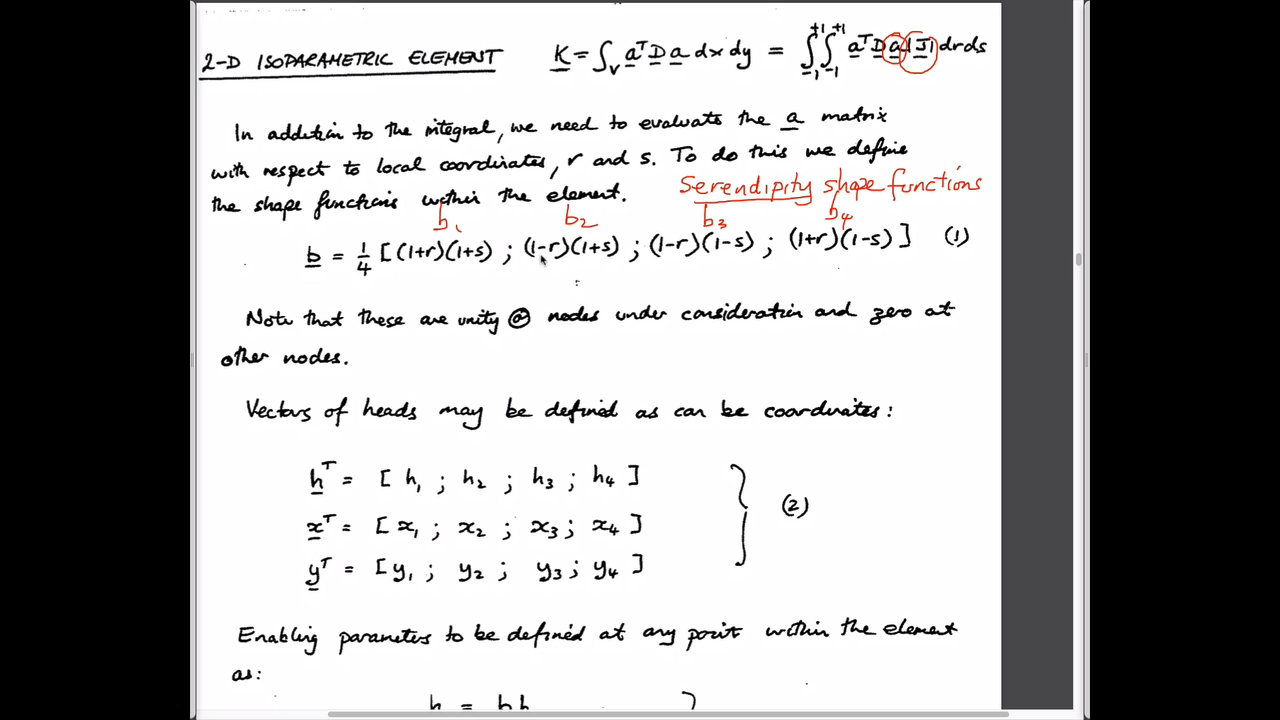 2-D ISOPARAMETRIC ELEMENT K = ∫v aᵀ D a dx dy = ∫₋₁⁺¹∫₋₁⁺¹ aᵀ D a |J| dr ds
In addition to the integral, we need to evaluate the a matrix
with respect to local coordinates, r and s. To do this we define
the shape functions within the element. Serendipity shape functions
b₁ b₂ b₃ b₄
b = 1/4 [(1+r)(1+s) ; (1-r)(1+s) ; (1-r)(1-s) ; (1+r)(1-s)] (1)
Note that these are unity @ nodes under consideration and zero at
other nodes.
Vectors of heads may be defined as can be coordinates:
hᵀ = [ h₁ ; h₂ ; h₃ ; h₄ ]
xᵀ = [ x₁ ; x₂ ; x₃ ; x₄ ] (2)
yᵀ = [ y₁ ; y₂ ; y₃ ; y₄ ]
Enabling parameters to be defined at any point within the element
as:
h = b h